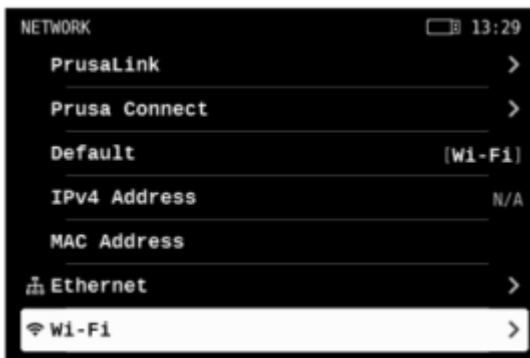 NETWORK 13:29
PrusaLink
Prusa Connect
Default [Wi-Fi]
IPv4 Address N/A
MAC Address
Ethernet
Wi-Fi